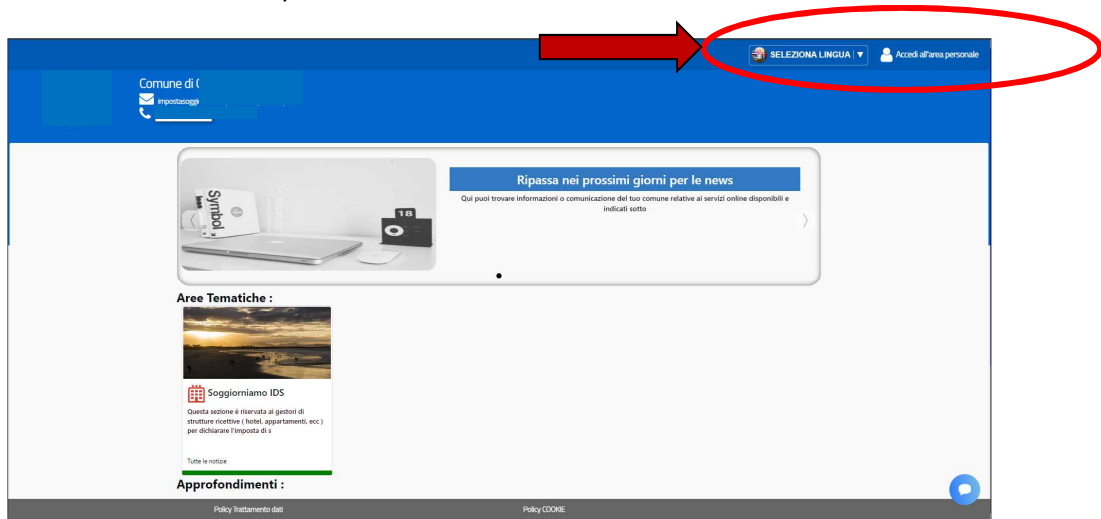 SELEZIONA LINGUA ▼
Accedi all'area personale
Comune di
Ripassa nei prossimi giorni per le news
Qui puoi trovare informazioni o comunicazione del tuo comune relative ai servizi online disponibili e
indicati sotto
Symbol
18
Aree Tematiche :
Soggiorniamo IDS
Questa sezione è riservata ai gestori di
strutture ricettive ( hotel, appartamenti, ecc )
per dichiarare l'imposta di s
Tutte le notizie
Approfondimenti :
Policy Trattamento dati
Policy COOKIE